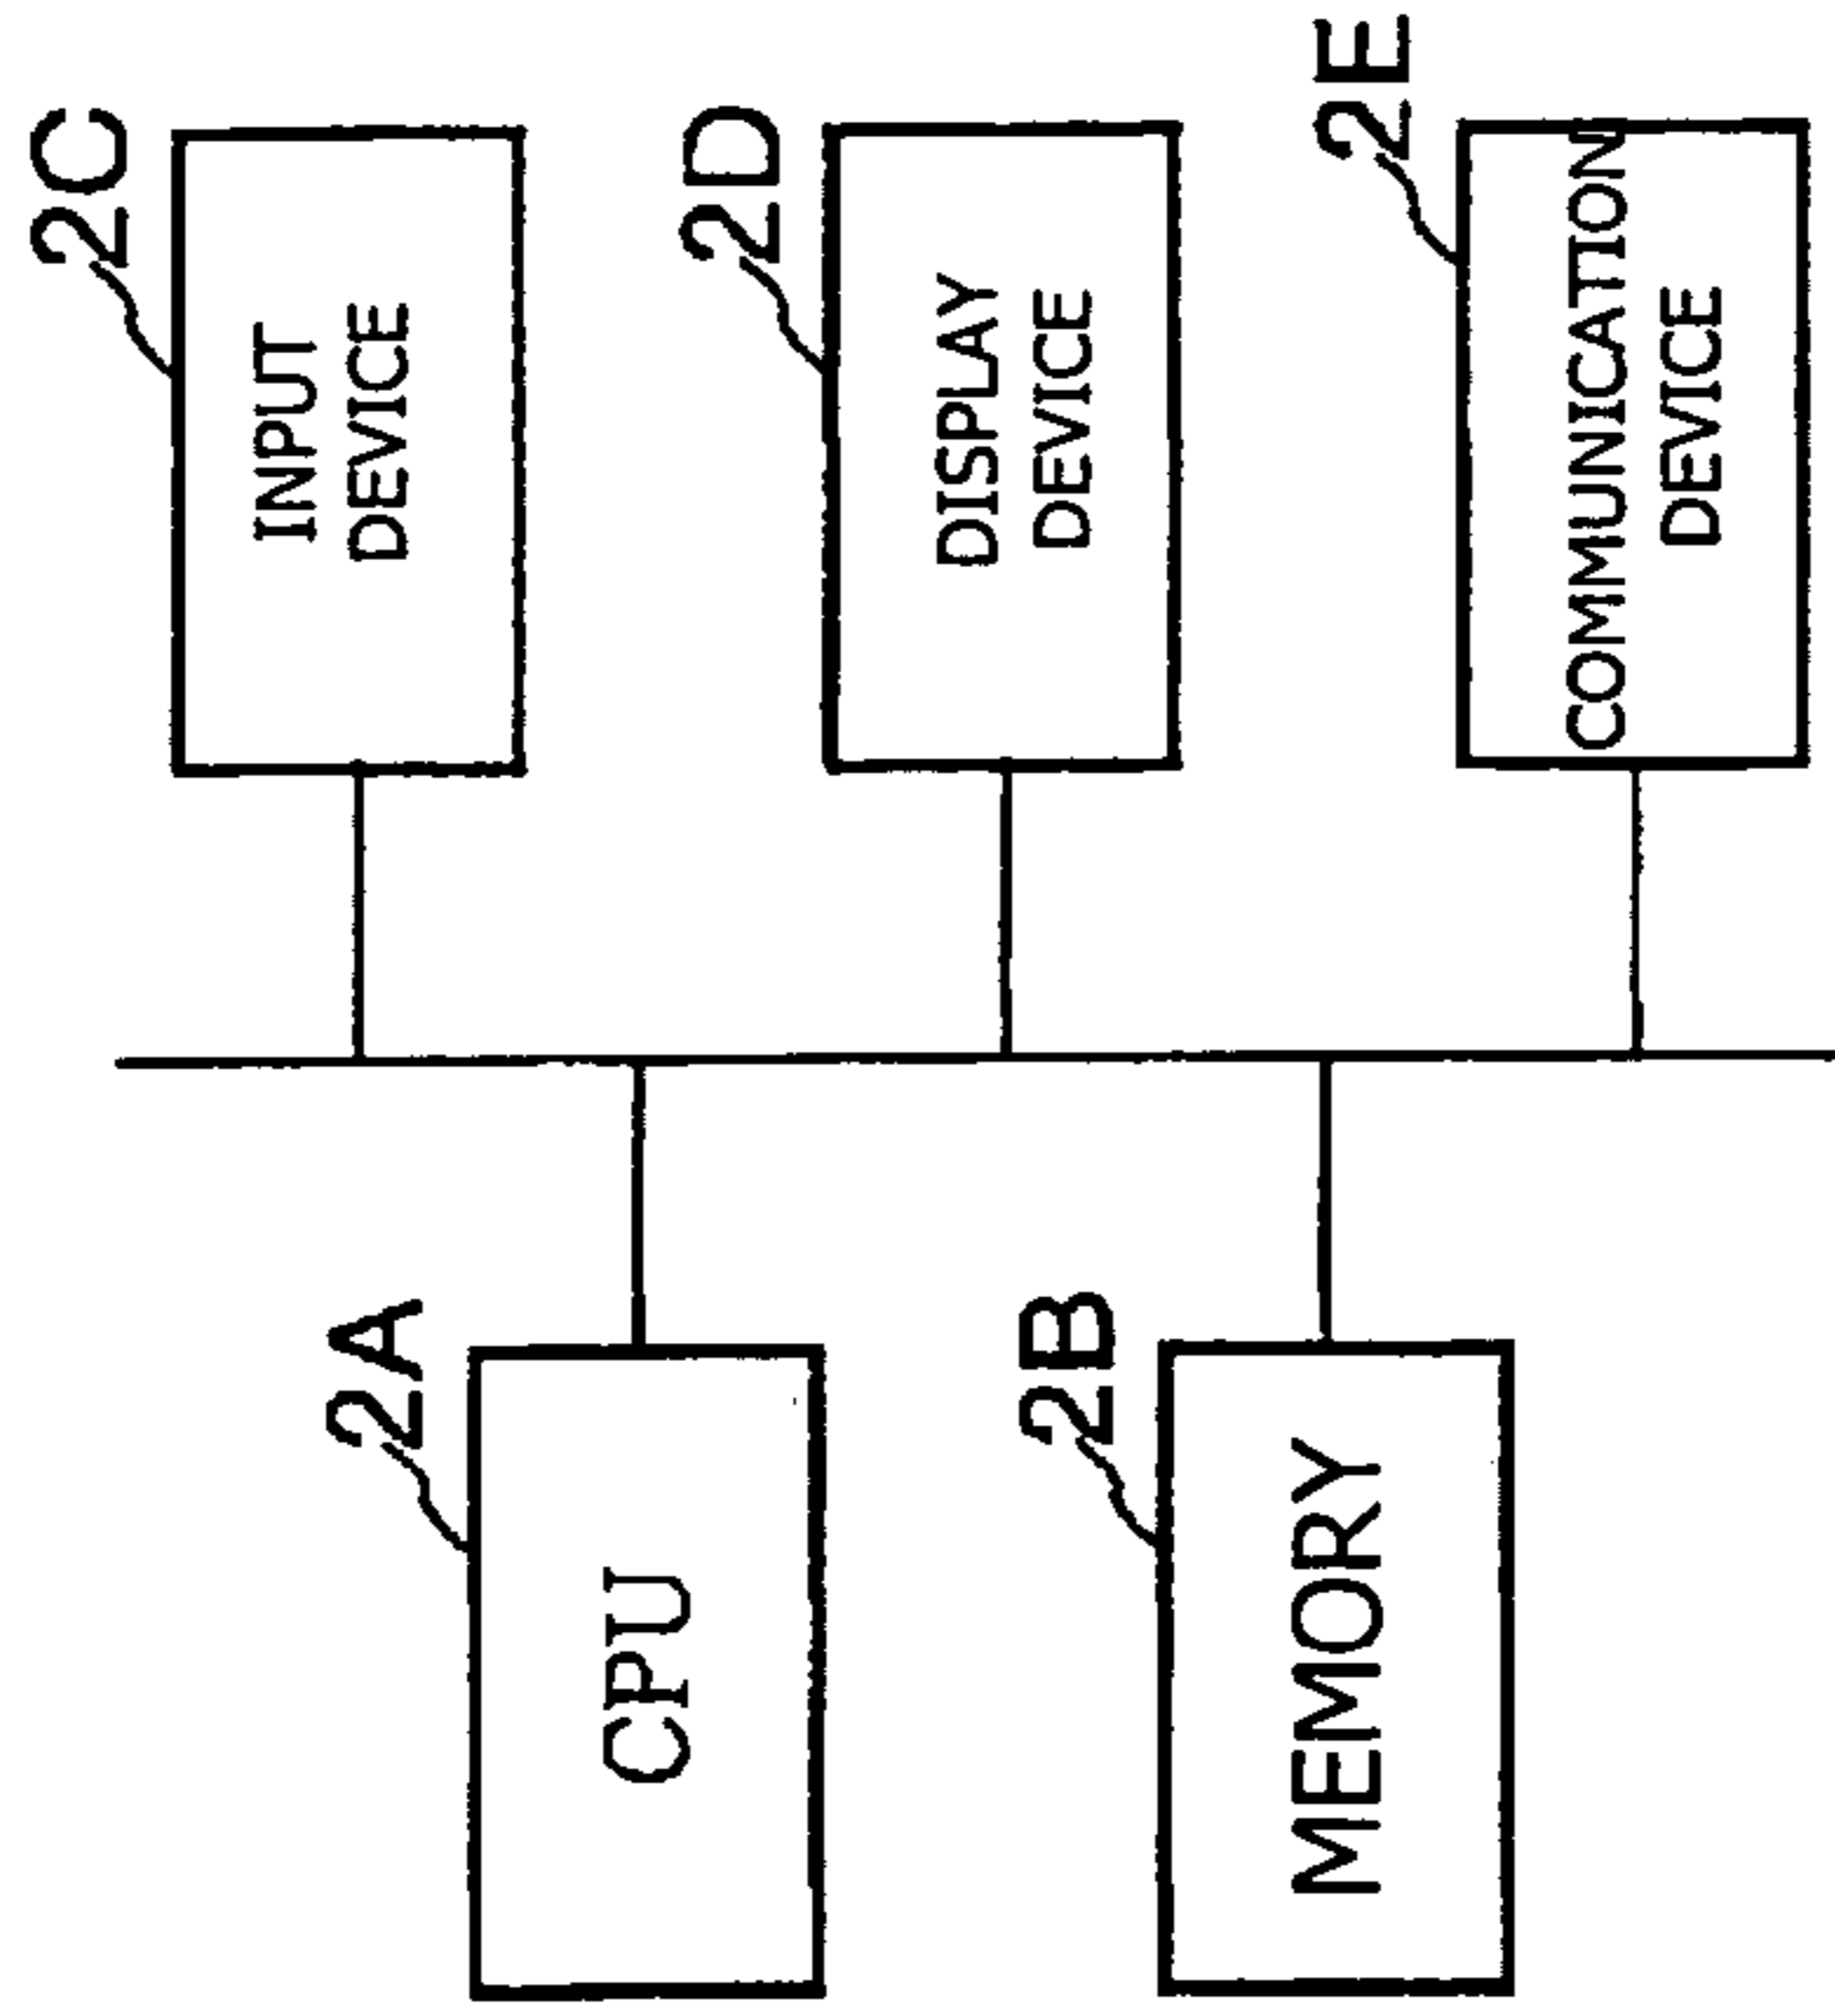 2A
CPU
2B
MEMORY
2C
INPUT
DEVICE
2D
DISPLAY
DEVICE
2E
COMMUNICATION
DEVICE